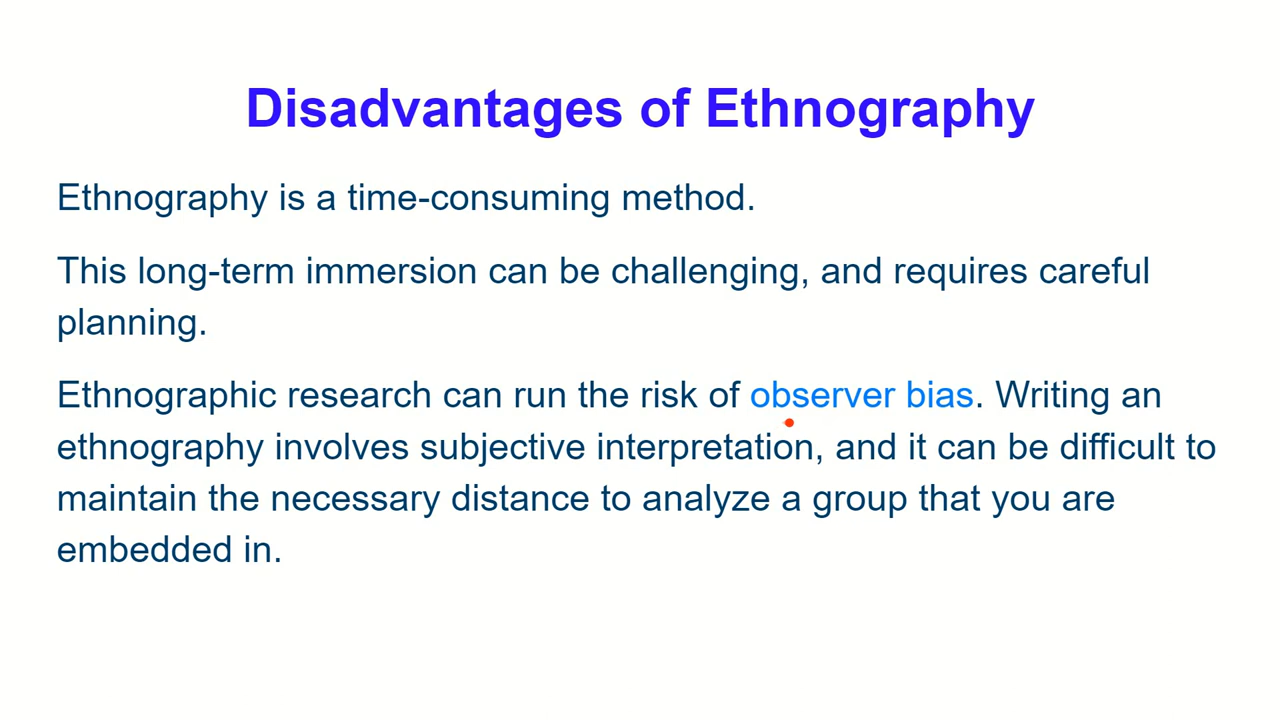 Disadvantages of Ethnography
Ethnography is a time-consuming method.
This long-term immersion can be challenging, and requires careful
planning.
Ethnographic research can run the risk of observer bias. Writing an
ethnography involves subjective interpretation, and it can be difficult to
maintain the necessary distance to analyze a group that you are
embedded in.